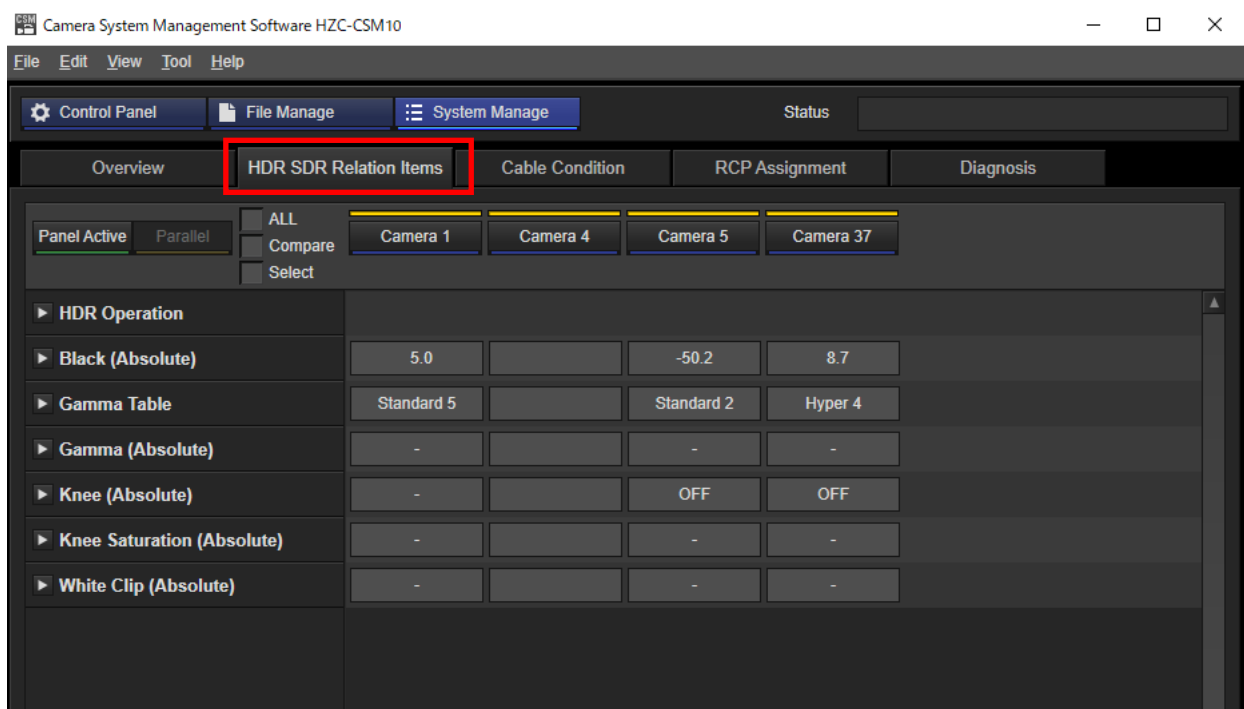 CSM
Camera System Management Software HZC-CSM10
File Edit View Tool Help
Control Panel File Manage System Manage Status
Overview HDR SDR Relation Items Cable Condition RCP Assignment Diagnosis
Panel Active Parallel ALL Compare Select Camera 1 Camera 4 Camera 5 Camera 37
HDR Operation
Black (Absolute) 5.0 -50.2 8.7
Gamma Table Standard 5 Standard 2 Hyper 4
Gamma (Absolute) - - -
Knee (Absolute) - OFF OFF
Knee Saturation (Absolute) - - -
White Clip (Absolute) - - -